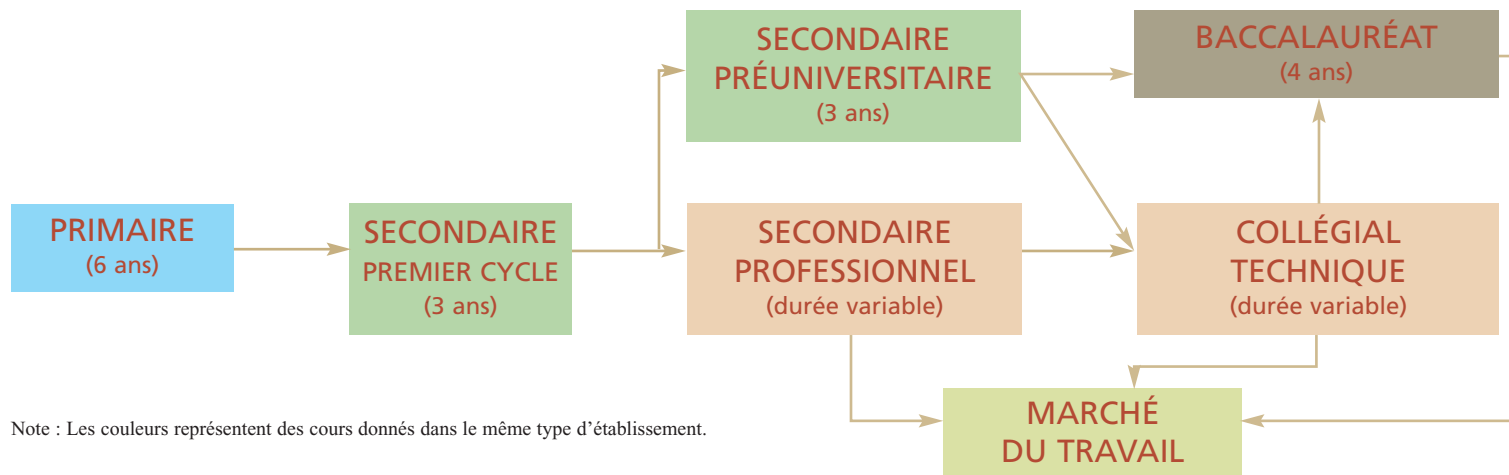 PRIMAIRE
(6 ans)
SECONDAIRE
PREMIER CYCLE
(3 ans)
SECONDAIRE
PRÉUNIVERSITAIRE
(3 ans)
SECONDAIRE
PROFESSIONNEL
(durée variable)
BACCALAURÉAT
(4 ans)
COLLÉGIAL
TECHNIQUE
(durée variable)
MARCHÉ
DU TRAVAIL
Note : Les couleurs représentent des cours donnés dans le même type d’établissement.